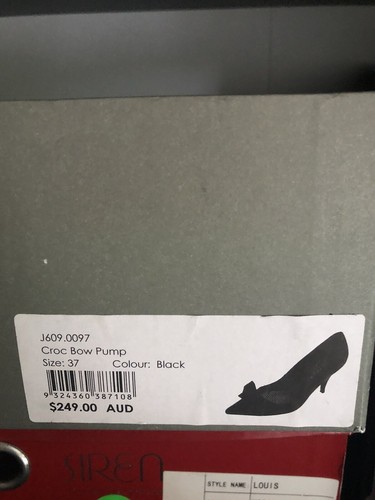 J609.0097
Croc Bow Pump
Size: 37 Colour: Black
9 324360 387108
$249.00 AUD
SIREN
STYLE NAME LOUIS